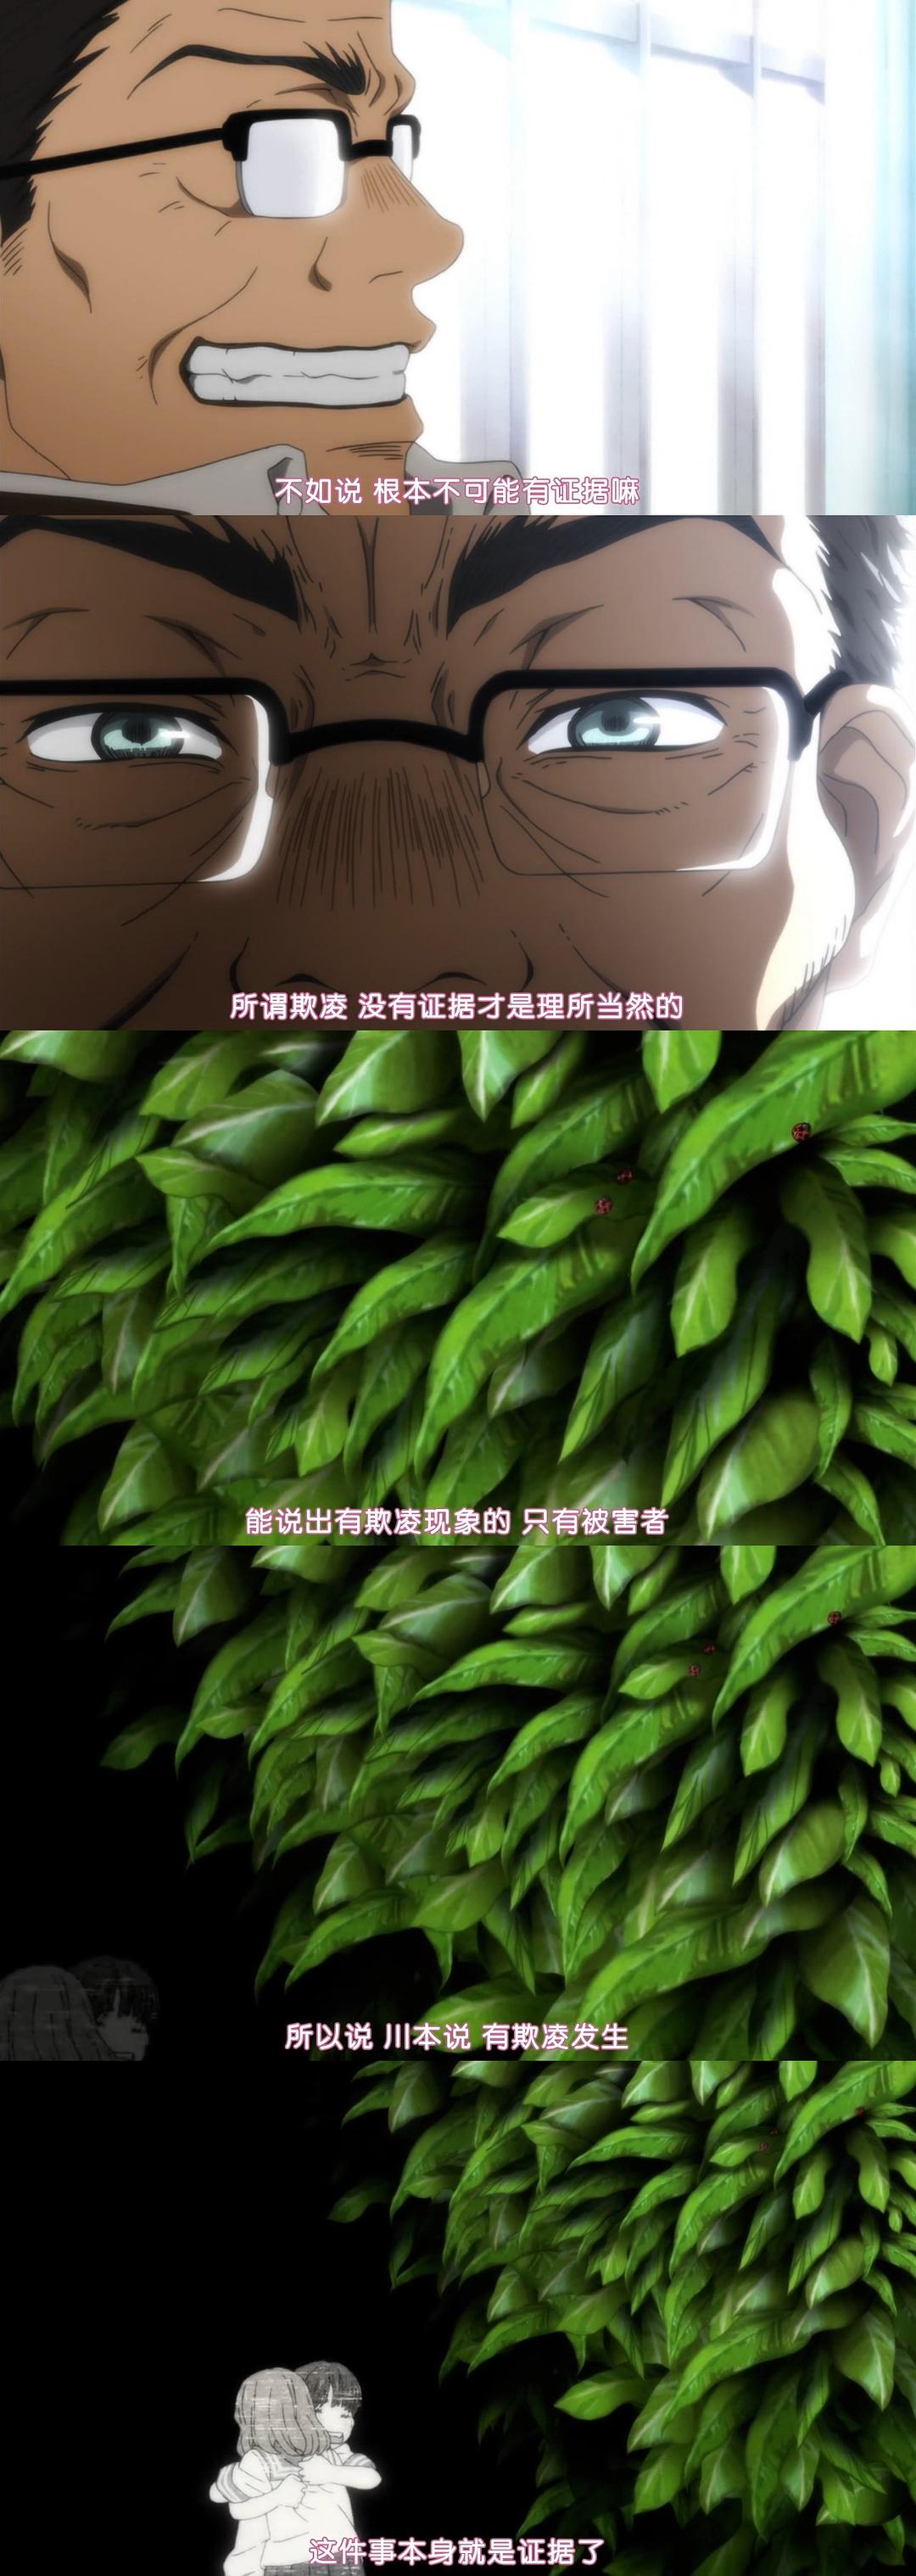 不如说 根本不可能有证据嘛
所谓欺凌 没有证据才是理所当然的
能说出有欺凌现象的 只有被害者
所以说 川本说 有欺凌发生
这件事本身就是证据了